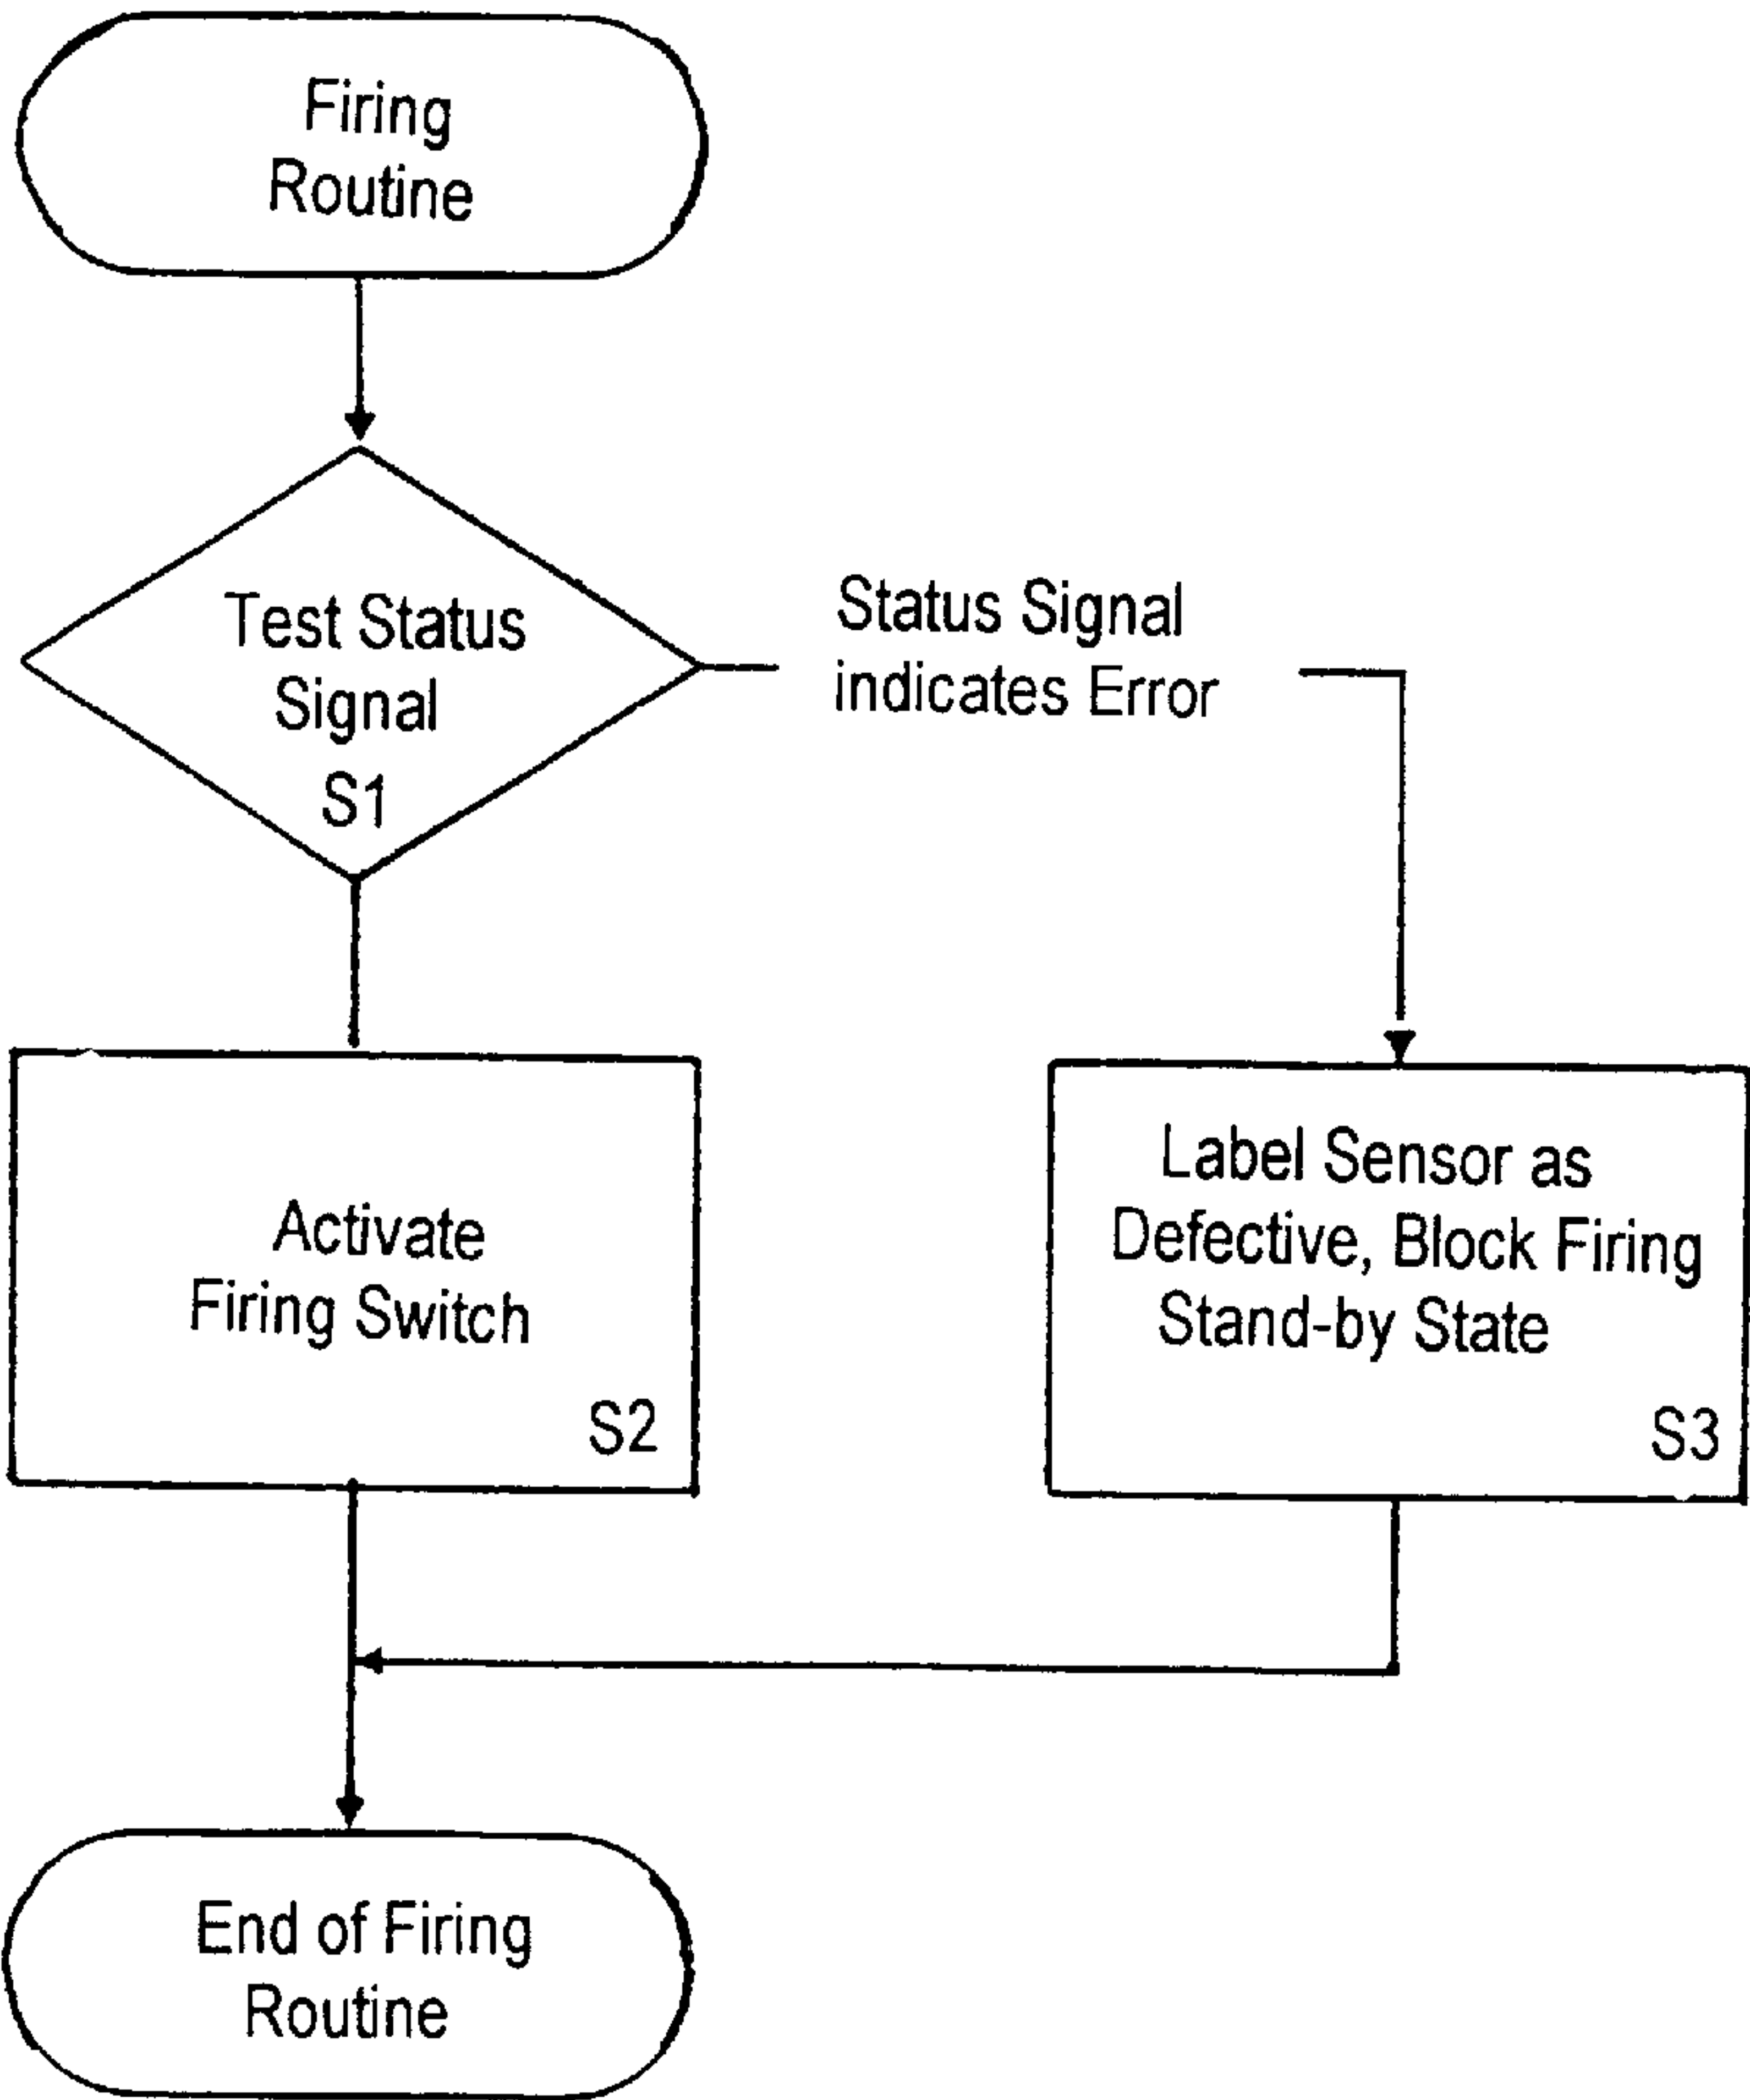 Firing
Routine
Test Status
Signal
S1
Status Signal
indicates Error
Activate
Firing Switch
S2
Label Sensor as
Defective, Block Firing
Stand-by State
S3
End of Firing
Routine